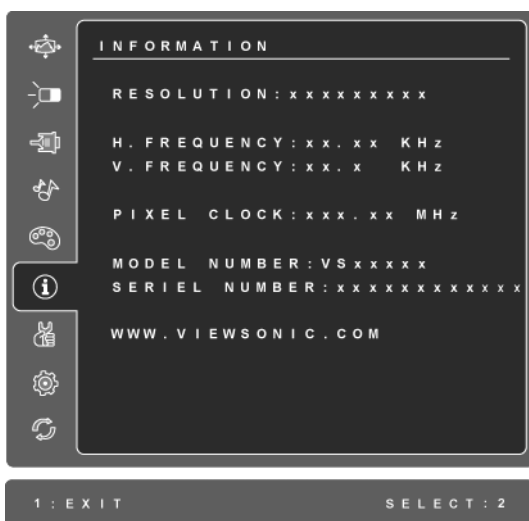 INFORMATION
RESOLUTION:xxxxxxxxx
H. FREQUENCY:xx.xx KHz
V. FREQUENCY:xx.x KHz
PIXEL CLOCK:xxx.xx MHz
MODEL NUMBER:VSxxxxx
SERIEL NUMBER:xxxxxxxxxxxx
WWW.VIEWSONIC.COM
1:EXIT SELECT:2